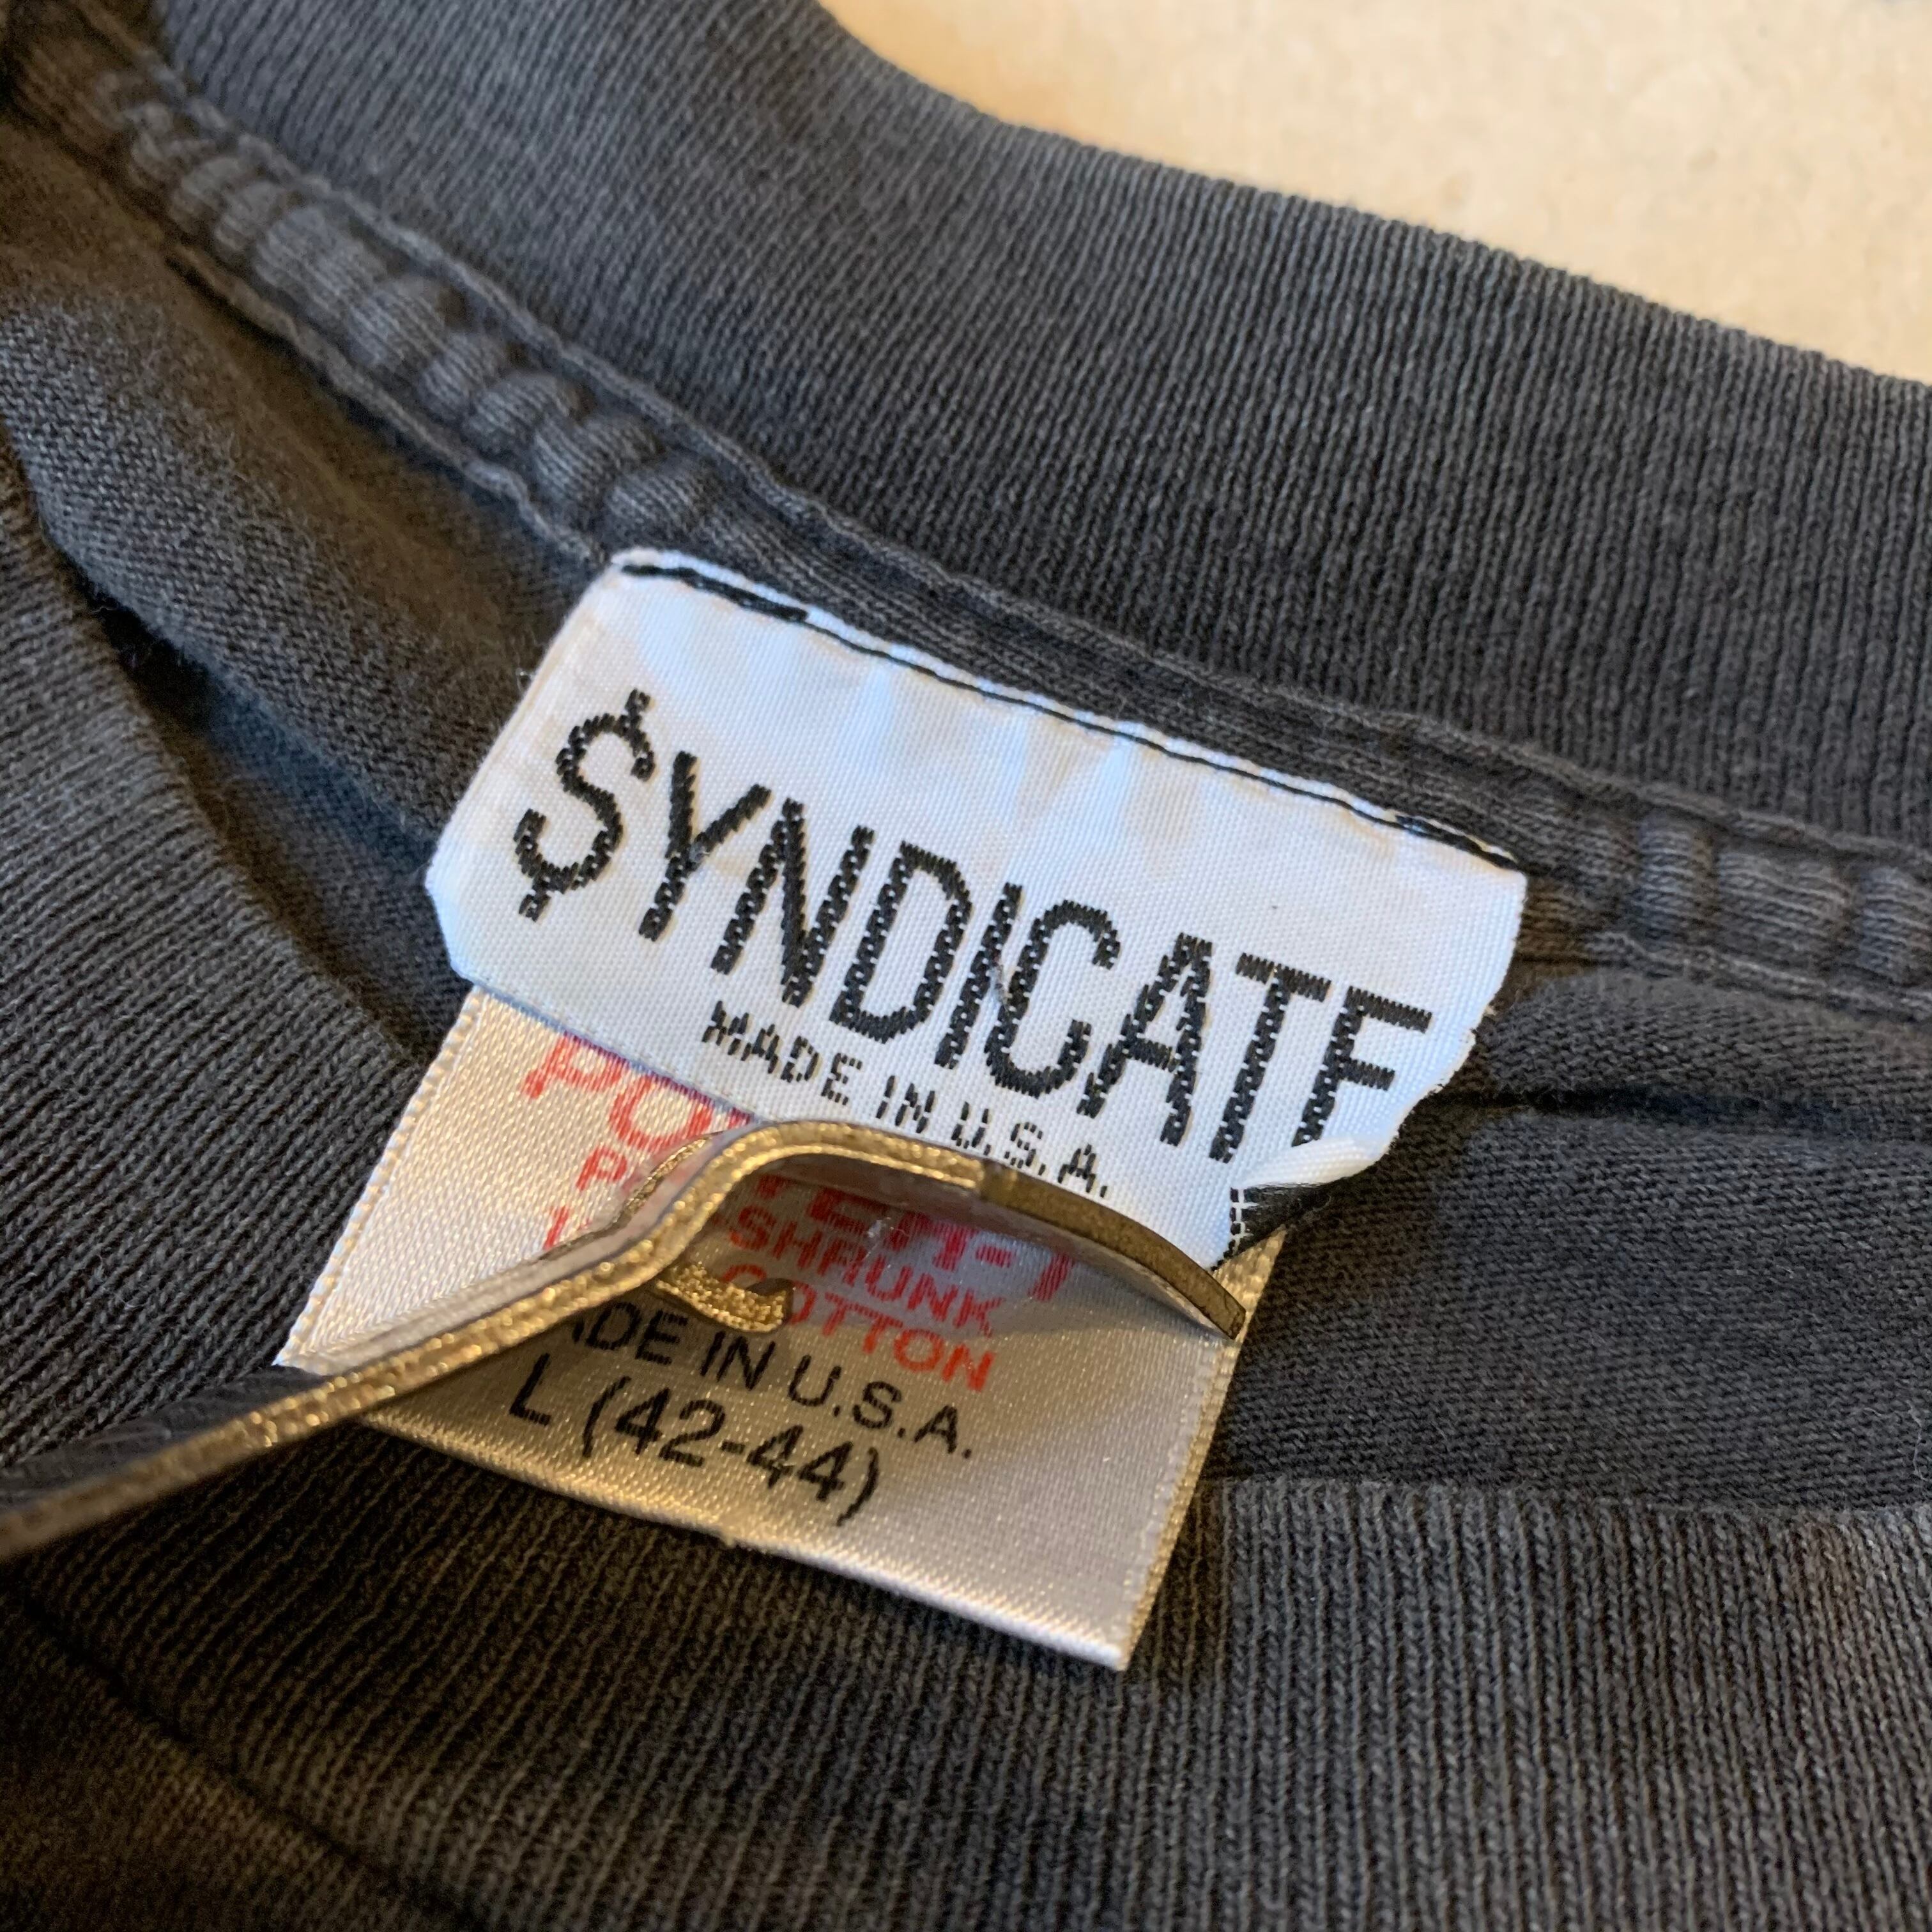 $YNDICATE
MADE IN U.S.A.
-SHRUNK
COTTON
MADE IN U.S.A.
L (42-44)